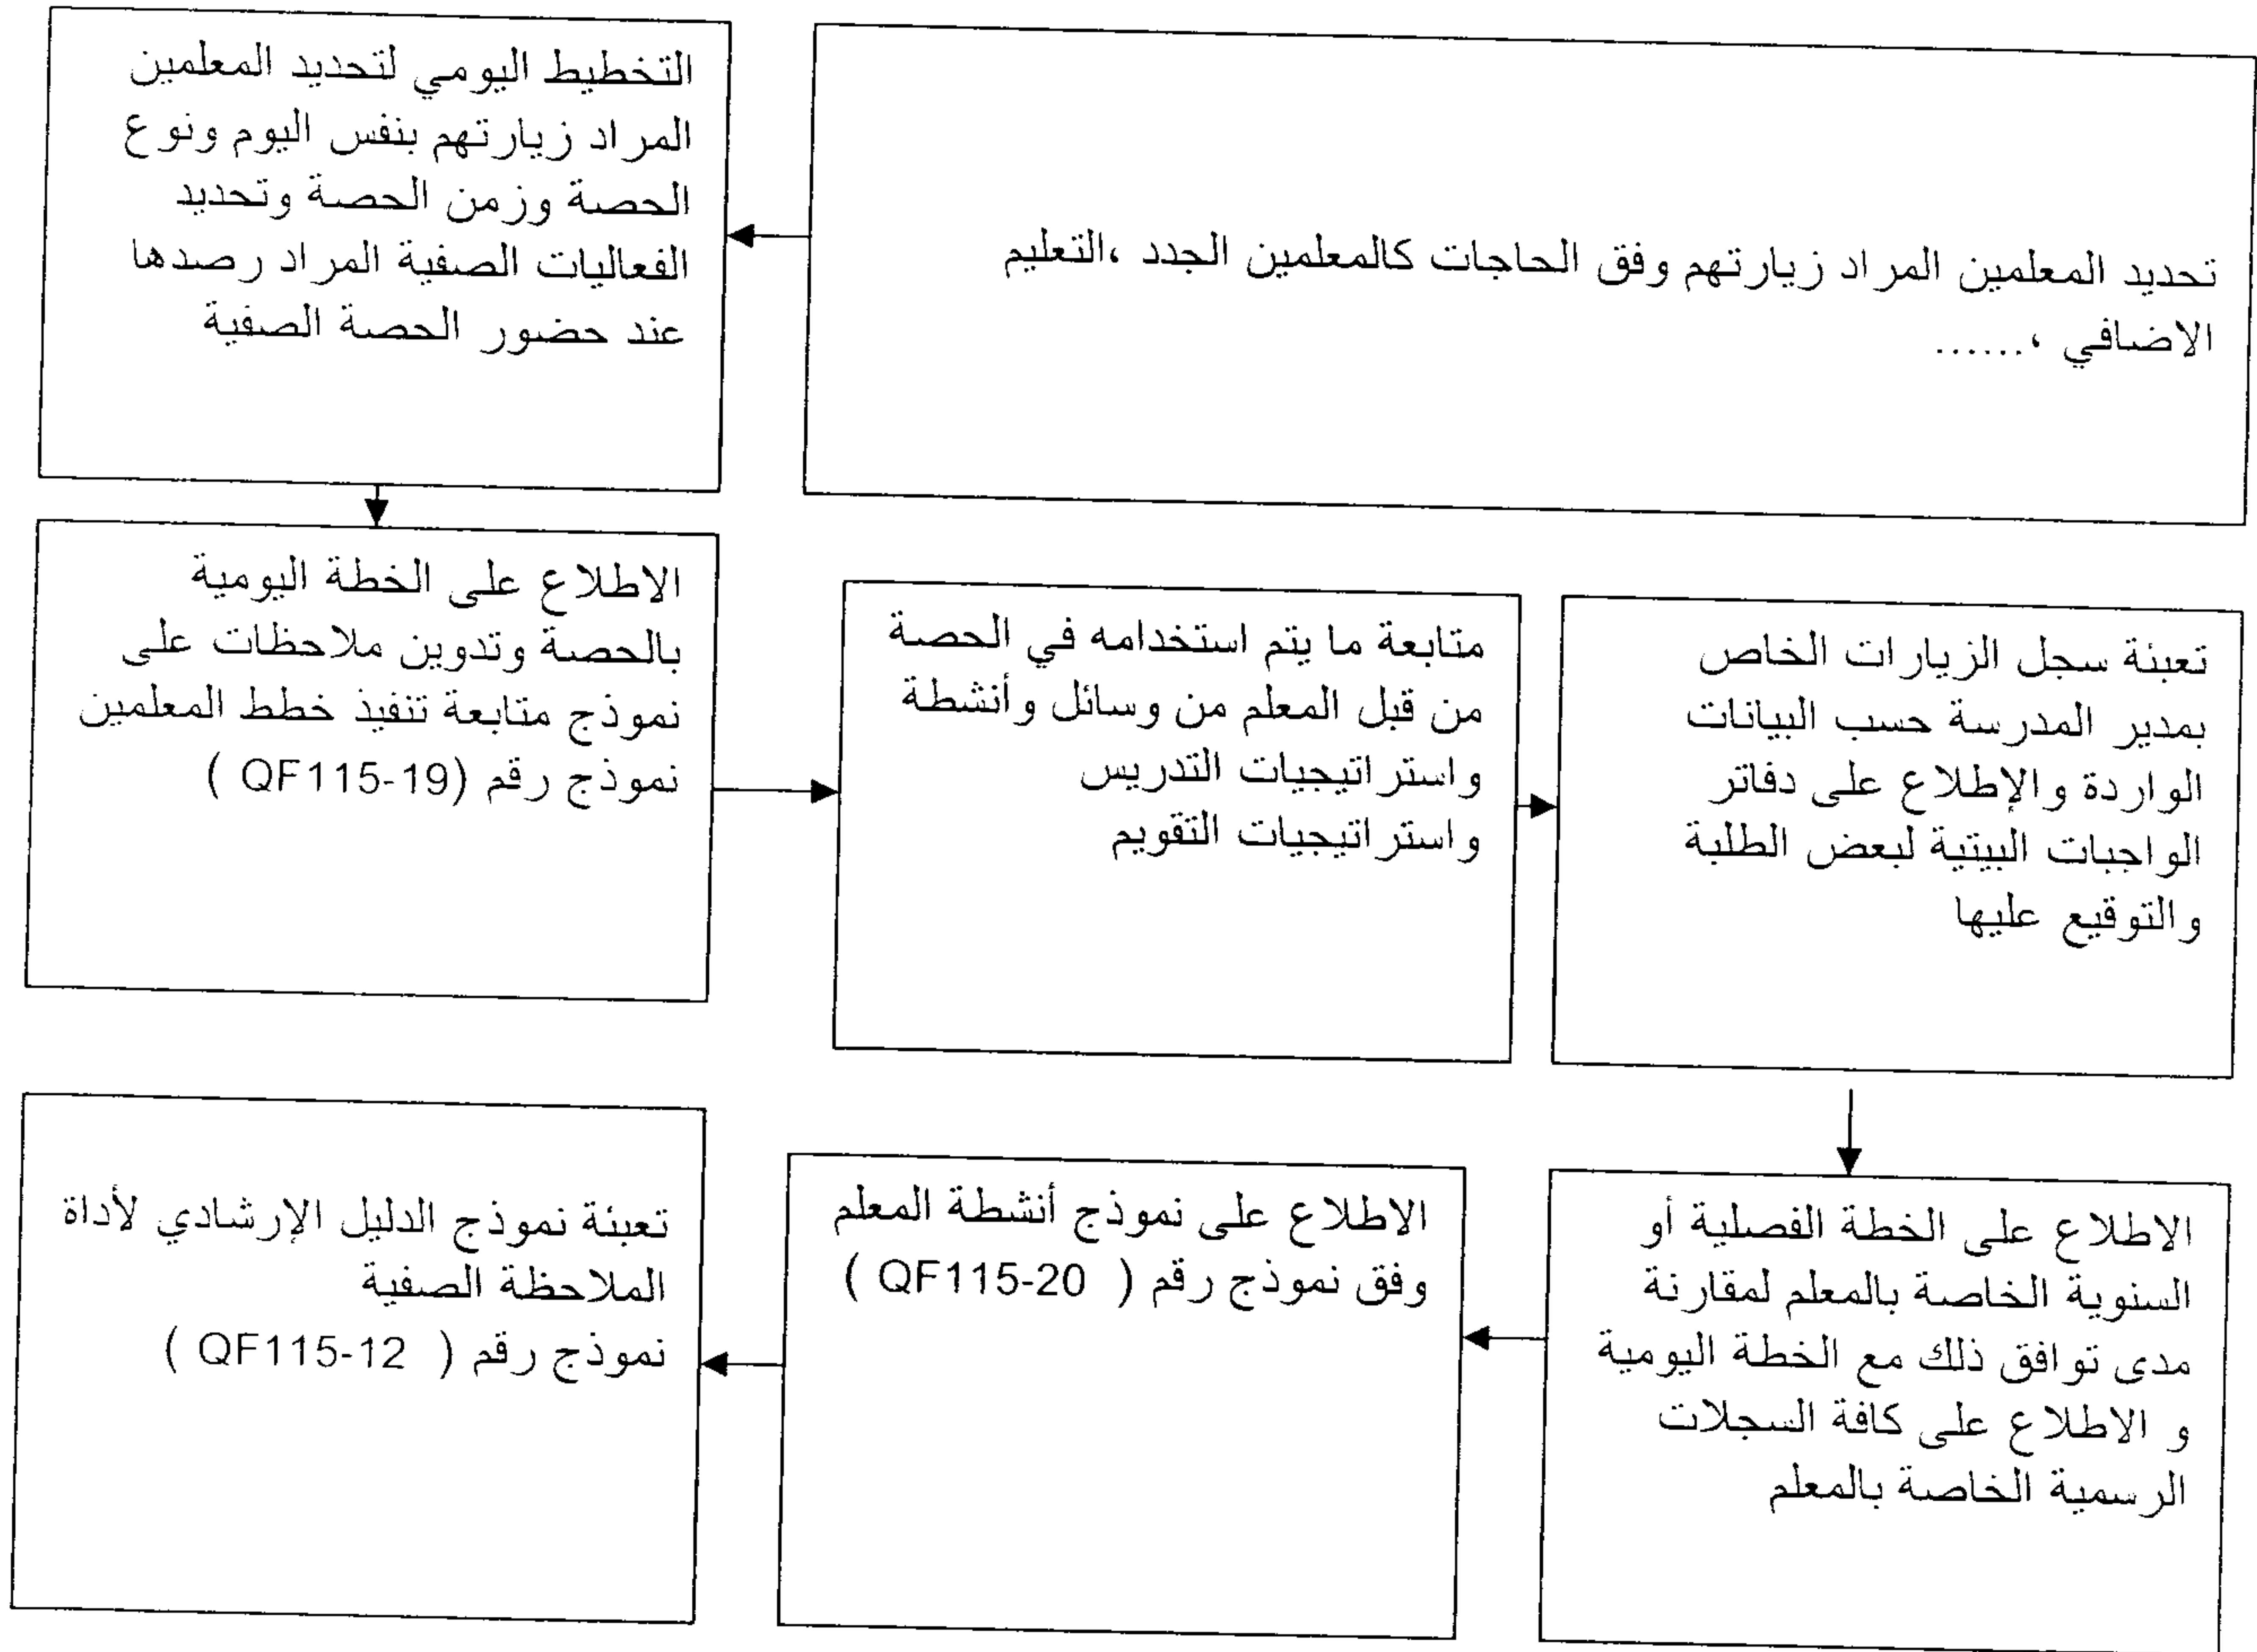 تحديد المعلمين المراد زيارتهم وفق الحاجات كالمعلمين الجدد ،التعليم
الاضافي ،......
التخطيط اليومي لتحديد المعلمين
المراد زيارتهم بنفس اليوم ونوع
الحصة وزمن الحصة وتحديد
الفعاليات الصفية المراد رصدها
عند حضور الحصة الصفية
الاطلاع على الخطة اليومية
بالحصة وتدوين ملاحظات على
نموذج متابعة تنفيذ خطط المعلمين
نموذج رقم (QF115-19 )
متابعة ما يتم استخدامه في الحصة
من قبل المعلم من وسائل وأنشطة
واستراتيجيات التدريس
واستراتيجيات التقويم
تعبئة سجل الزيارات الخاص
بمدير المدرسة حسب البيانات
الواردة والإطلاع على دفاتر
الواجبات البيتية لبعض الطلبة
والتوقيع عليها
الاطلاع على الخطة الفصلية أو
السنوية الخاصة بالمعلم لمقارنة
مدى توافق ذلك مع الخطة اليومية
و الاطلاع على كافة السجلات
الرسمية الخاصة بالمعلم
الاطلاع على نموذج أنشطة المعلم
وفق نموذج رقم ( QF115-20 )
تعبئة نموذج الدليل الإرشادي لأداة
الملاحظة الصفية
نموذج رقم ( QF115-12 )